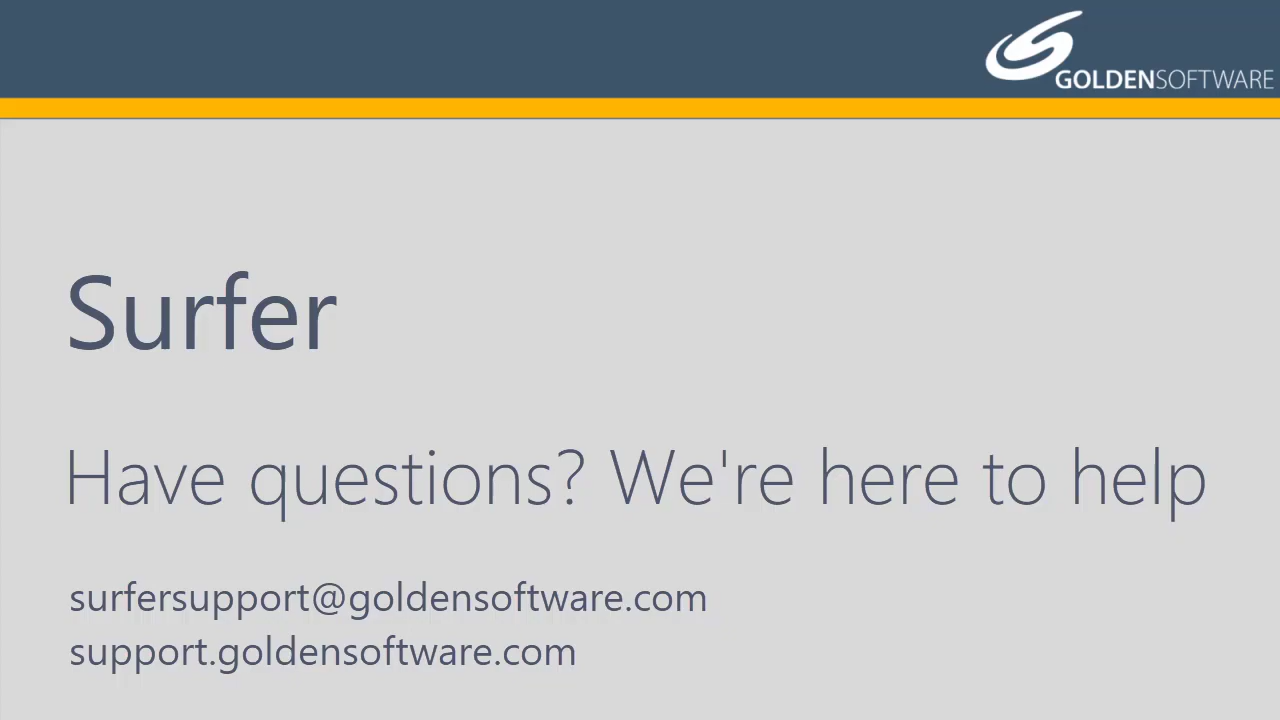 GOLDENSOFTWARE
Surfer
Have questions? We're here to help
surfersupport@goldensoftware.com
support.goldensoftware.com